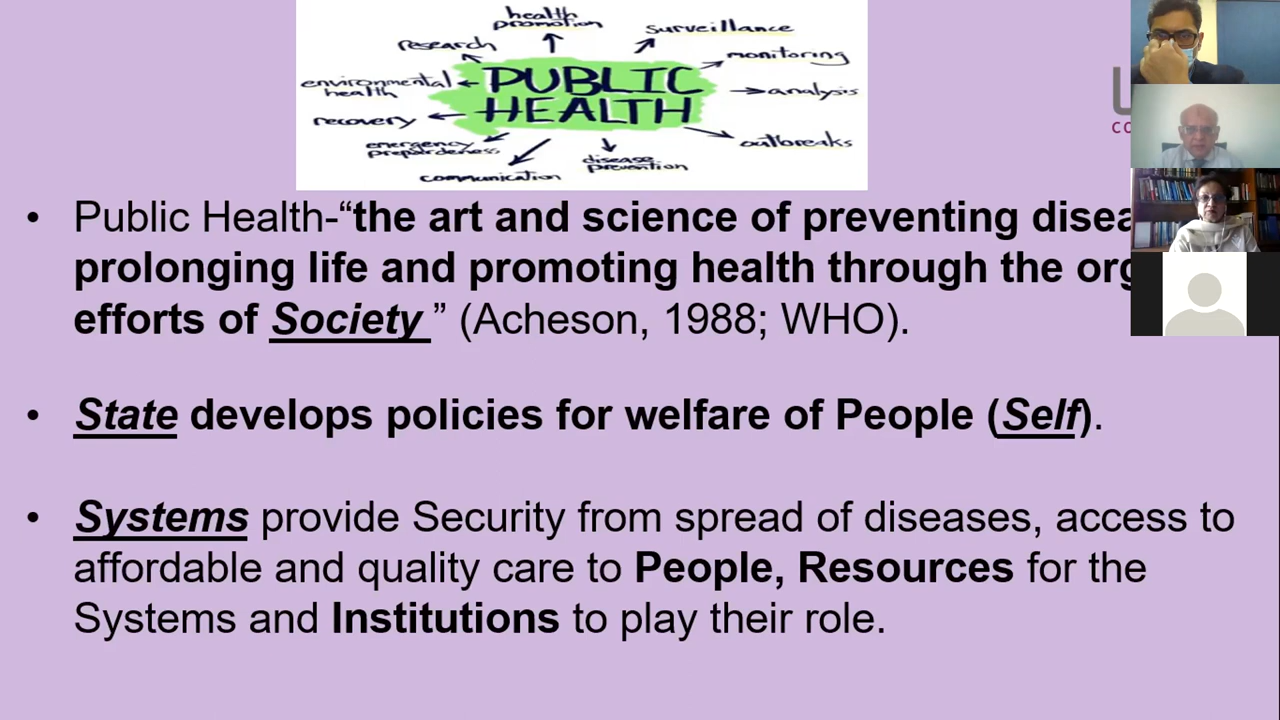 health
promotion
surveillance
research
monitoring
environmental
health
PUBLIC
HEALTH
analysis
recovery
outbreaks
emergency
prepardeness
disease
prevention
communication
• Public Health-“the art and science of preventing
prolonging life and promoting health through the
efforts of Society ” (Acheson, 1988; WHO).
• State develops policies for welfare of People (Self).
• Systems provide Security from spread of diseases, access to
affordable and quality care to People, Resources for the
Systems and Institutions to play their role.